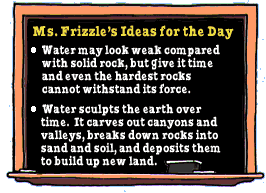 Ms. Frizzle's Ideas for the Day
• Water may look weak compared
with solid rock, but give it time
and even the hardest rocks
cannot withstand its force.
• Water sculpts the earth over
time. It carves out canyons and
valleys, breaks down rocks into
sand and soil, and deposits them
to build up new land.